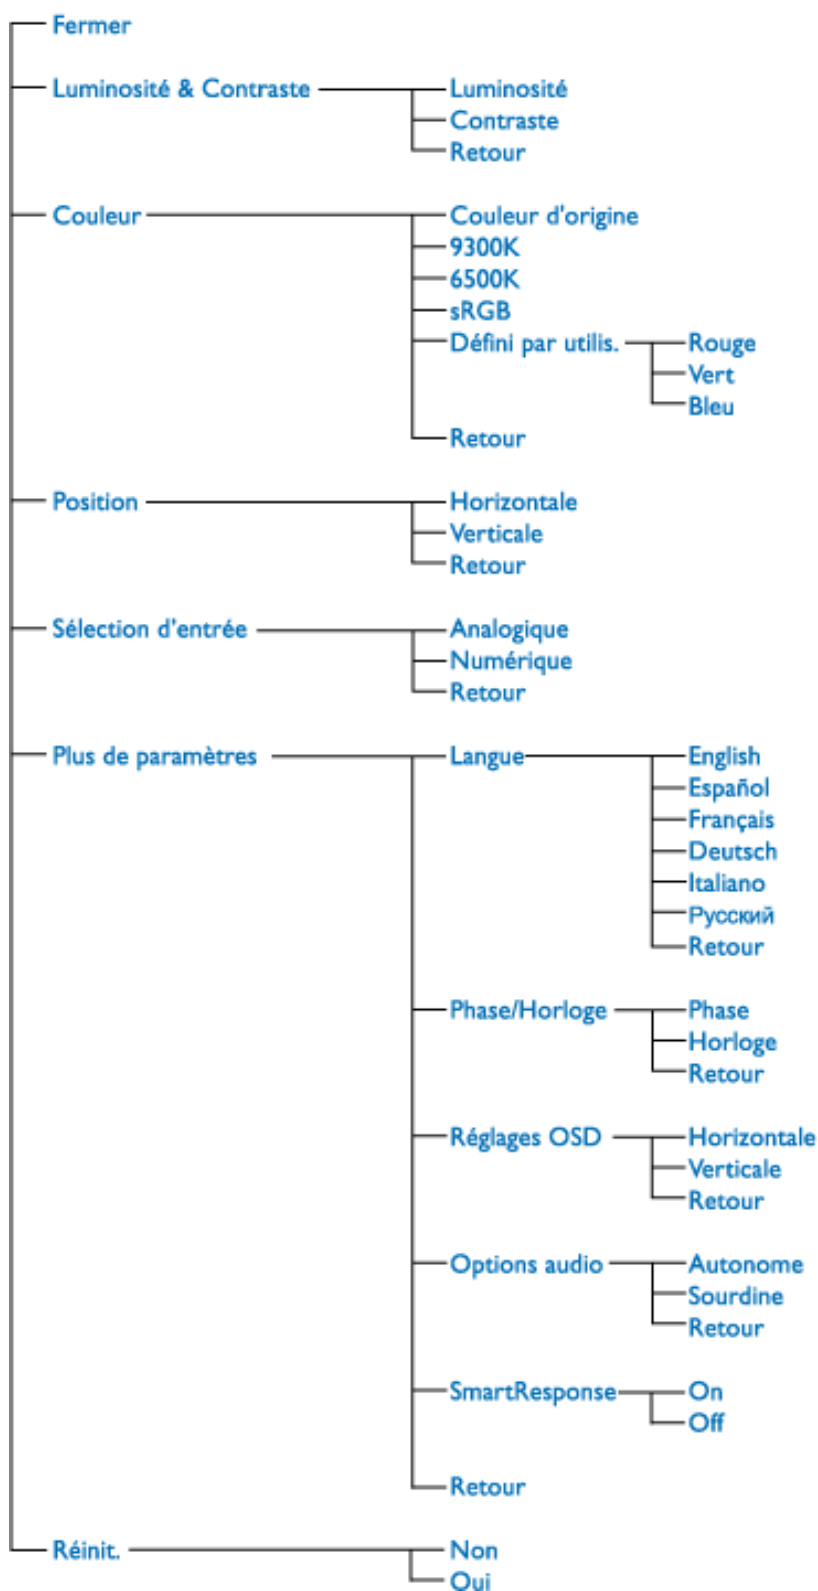 Fermer
Luminosité & Contraste Luminosité
Contraste
Retour
Couleur Couleur d'origine
9300K
6500K
sRGB
Défini par utilis. Rouge
Vert
Bleu
Retour
Position Horizontale
Verticale
Retour
Sélection d'entrée Analogique
Numérique
Retour
Plus de paramètres Langue English
Español
Français
Deutsch
Italiano
Русский
Retour
Phase/Horloge Phase
Horloge
Retour
Réglages OSD Horizontale
Verticale
Retour
Options audio Autonome
Sourdine
Retour
SmartResponse On
Off
Retour
Réinit. Non
Oui